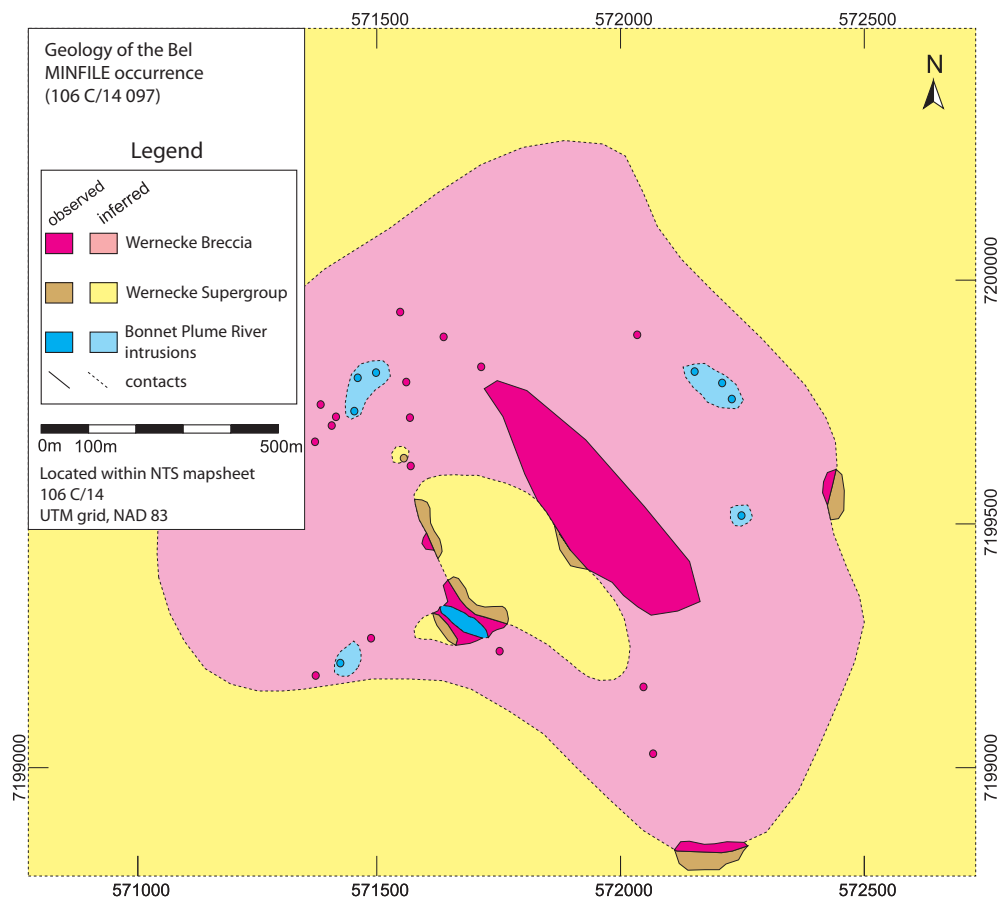 571500
572000
572500
Geology of the Bel
MINFILE occurrence
(106 C/14 097)
N
Legend
observed
inferred
Wernecke Breccia
Wernecke Supergroup
Bonnet Plume River
intrusions
contacts
0m 100m 500m
Located within NTS mapsheet
106 C/14
UTM grid, NAD 83
7200000
7199500
7199000
7199000
571000
571500
572000
572500